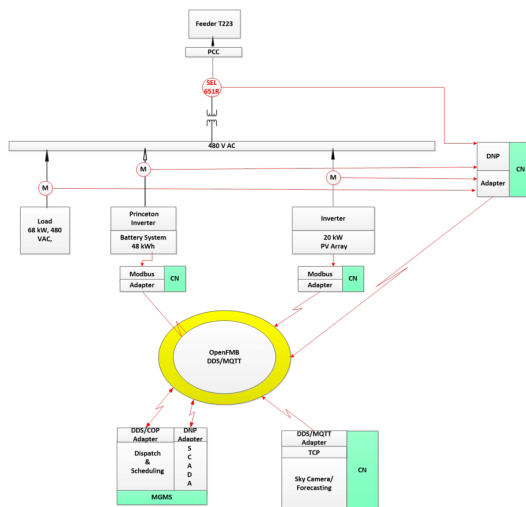 Feeder T223
PCC
SEL
651R
480 V AC
M
M
M
DNP
Adapter
CN
Load
68 kW, 480
VAC,
Princeton
Inverter
Battery System
48 kWh
Inverter
20 kW
PV Array
Modbus
Adapter
CN
Modbus
Adapter
CN
OpenFMB
DDS/MQTT
DDS/COP
Adapter
Dispatch
&
Scheduling
DNP
Adapter
S
C
A
D
A
MGMS
DDS/MQTT
Adapter
TCP
Sky Camera/
Forecasting
CN